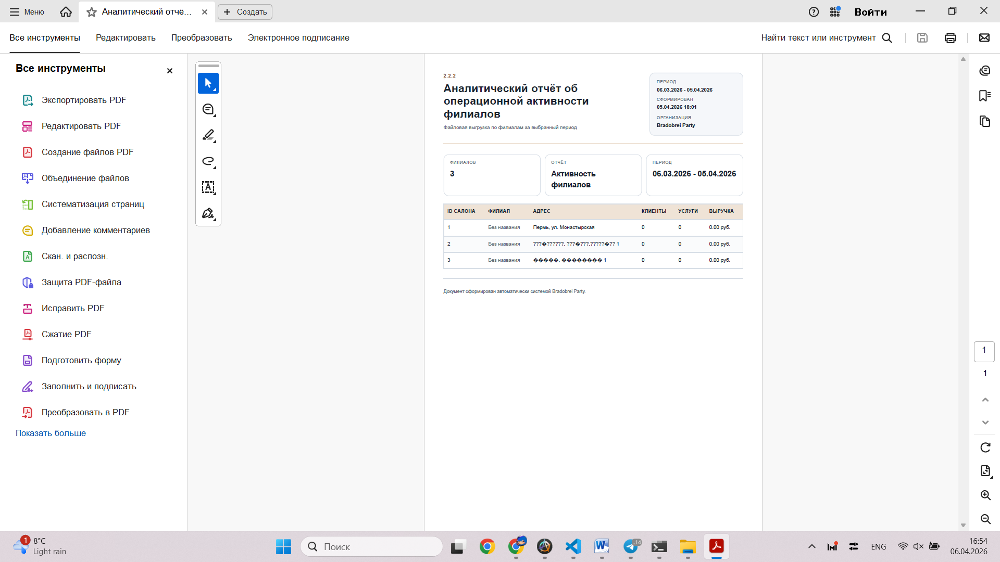 Меню
Аналитический отчё...
Создать
Войти
Все инструменты
Редактировать
Преобразовать
Электронное подписание
Найти текст или инструмент
Все инструменты
Экспортировать PDF
Редактировать PDF
Создание файлов PDF
Объединение файлов
Систематизация страниц
Добавление комментариев
Скан. и распозн.
Защита PDF-файла
Исправить PDF
Сжатие PDF
Подготовить форму
Заполнить и подписать
Преобразовать в PDF
Показать больше
2.2.2
Аналитический отчёт об
операционной активности
филиалов
Файловая выгрузка по филиалам за выбранный период
ПЕРИОД
06.03.2026 - 05.04.2026
СФОРМИРОВАН
05.04.2026 18:01
ОРГАНИЗАЦИЯ
Bradobrei Party
ФИЛИАЛОВ
3
ОТЧЁТ
Активность
филиалов
ПЕРИОД
06.03.2026 - 05.04.2026
ID САЛОНА ФИЛИАЛ АДРЕС КЛИЕНТЫ УСЛУГИ ВЫРУЧКА
1 Без названия Пермь, ул. Монастырская 0 0 0.00 руб.
2 Без названия ???�??????, ???�???,?????�?? 1 0 0 0.00 руб.
3 Без названия �����, �������� 1 0 0 0.00 руб.
Документ сформирован автоматически системой Bradobrei Party.
1
1
1
8°C
Light rain
Поиск
..14
ENG
16:54
06.04.2026